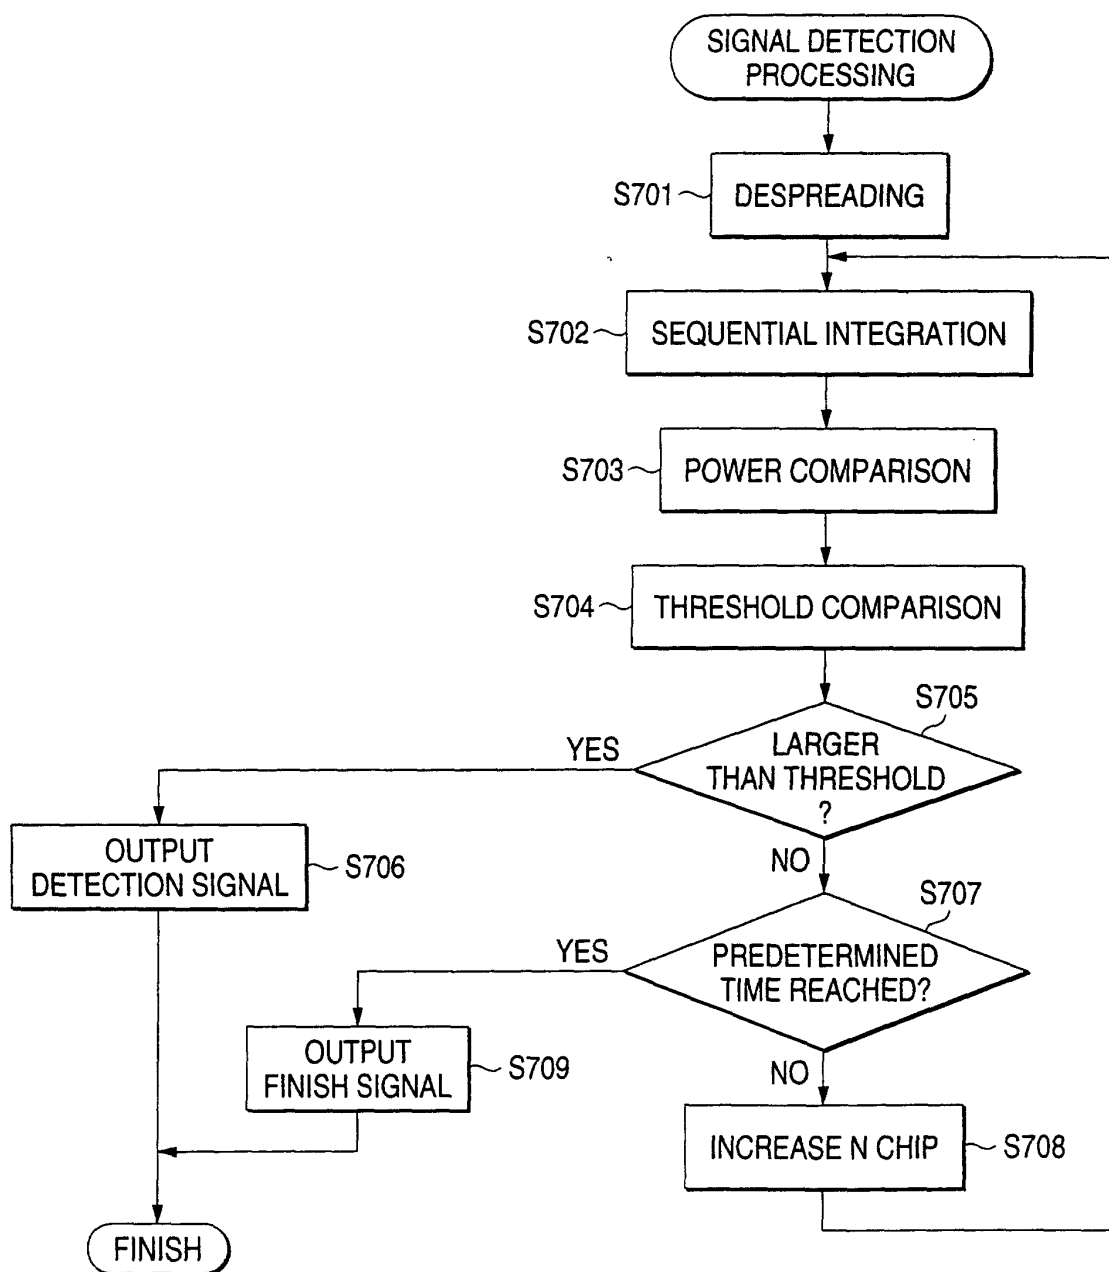 SIGNAL DETECTION
PROCESSING
S701
DESPREADING
S702
SEQUENTIAL INTEGRATION
S703
POWER COMPARISON
S704
THRESHOLD COMPARISON
S705
LARGER
THAN THRESHOLD
?
YES
NO
OUTPUT
DETECTION SIGNAL
S706
S707
PREDETERMINED
TIME REACHED?
YES
NO
OUTPUT
FINISH SIGNAL
S709
INCREASE N CHIP
S708
FINISH